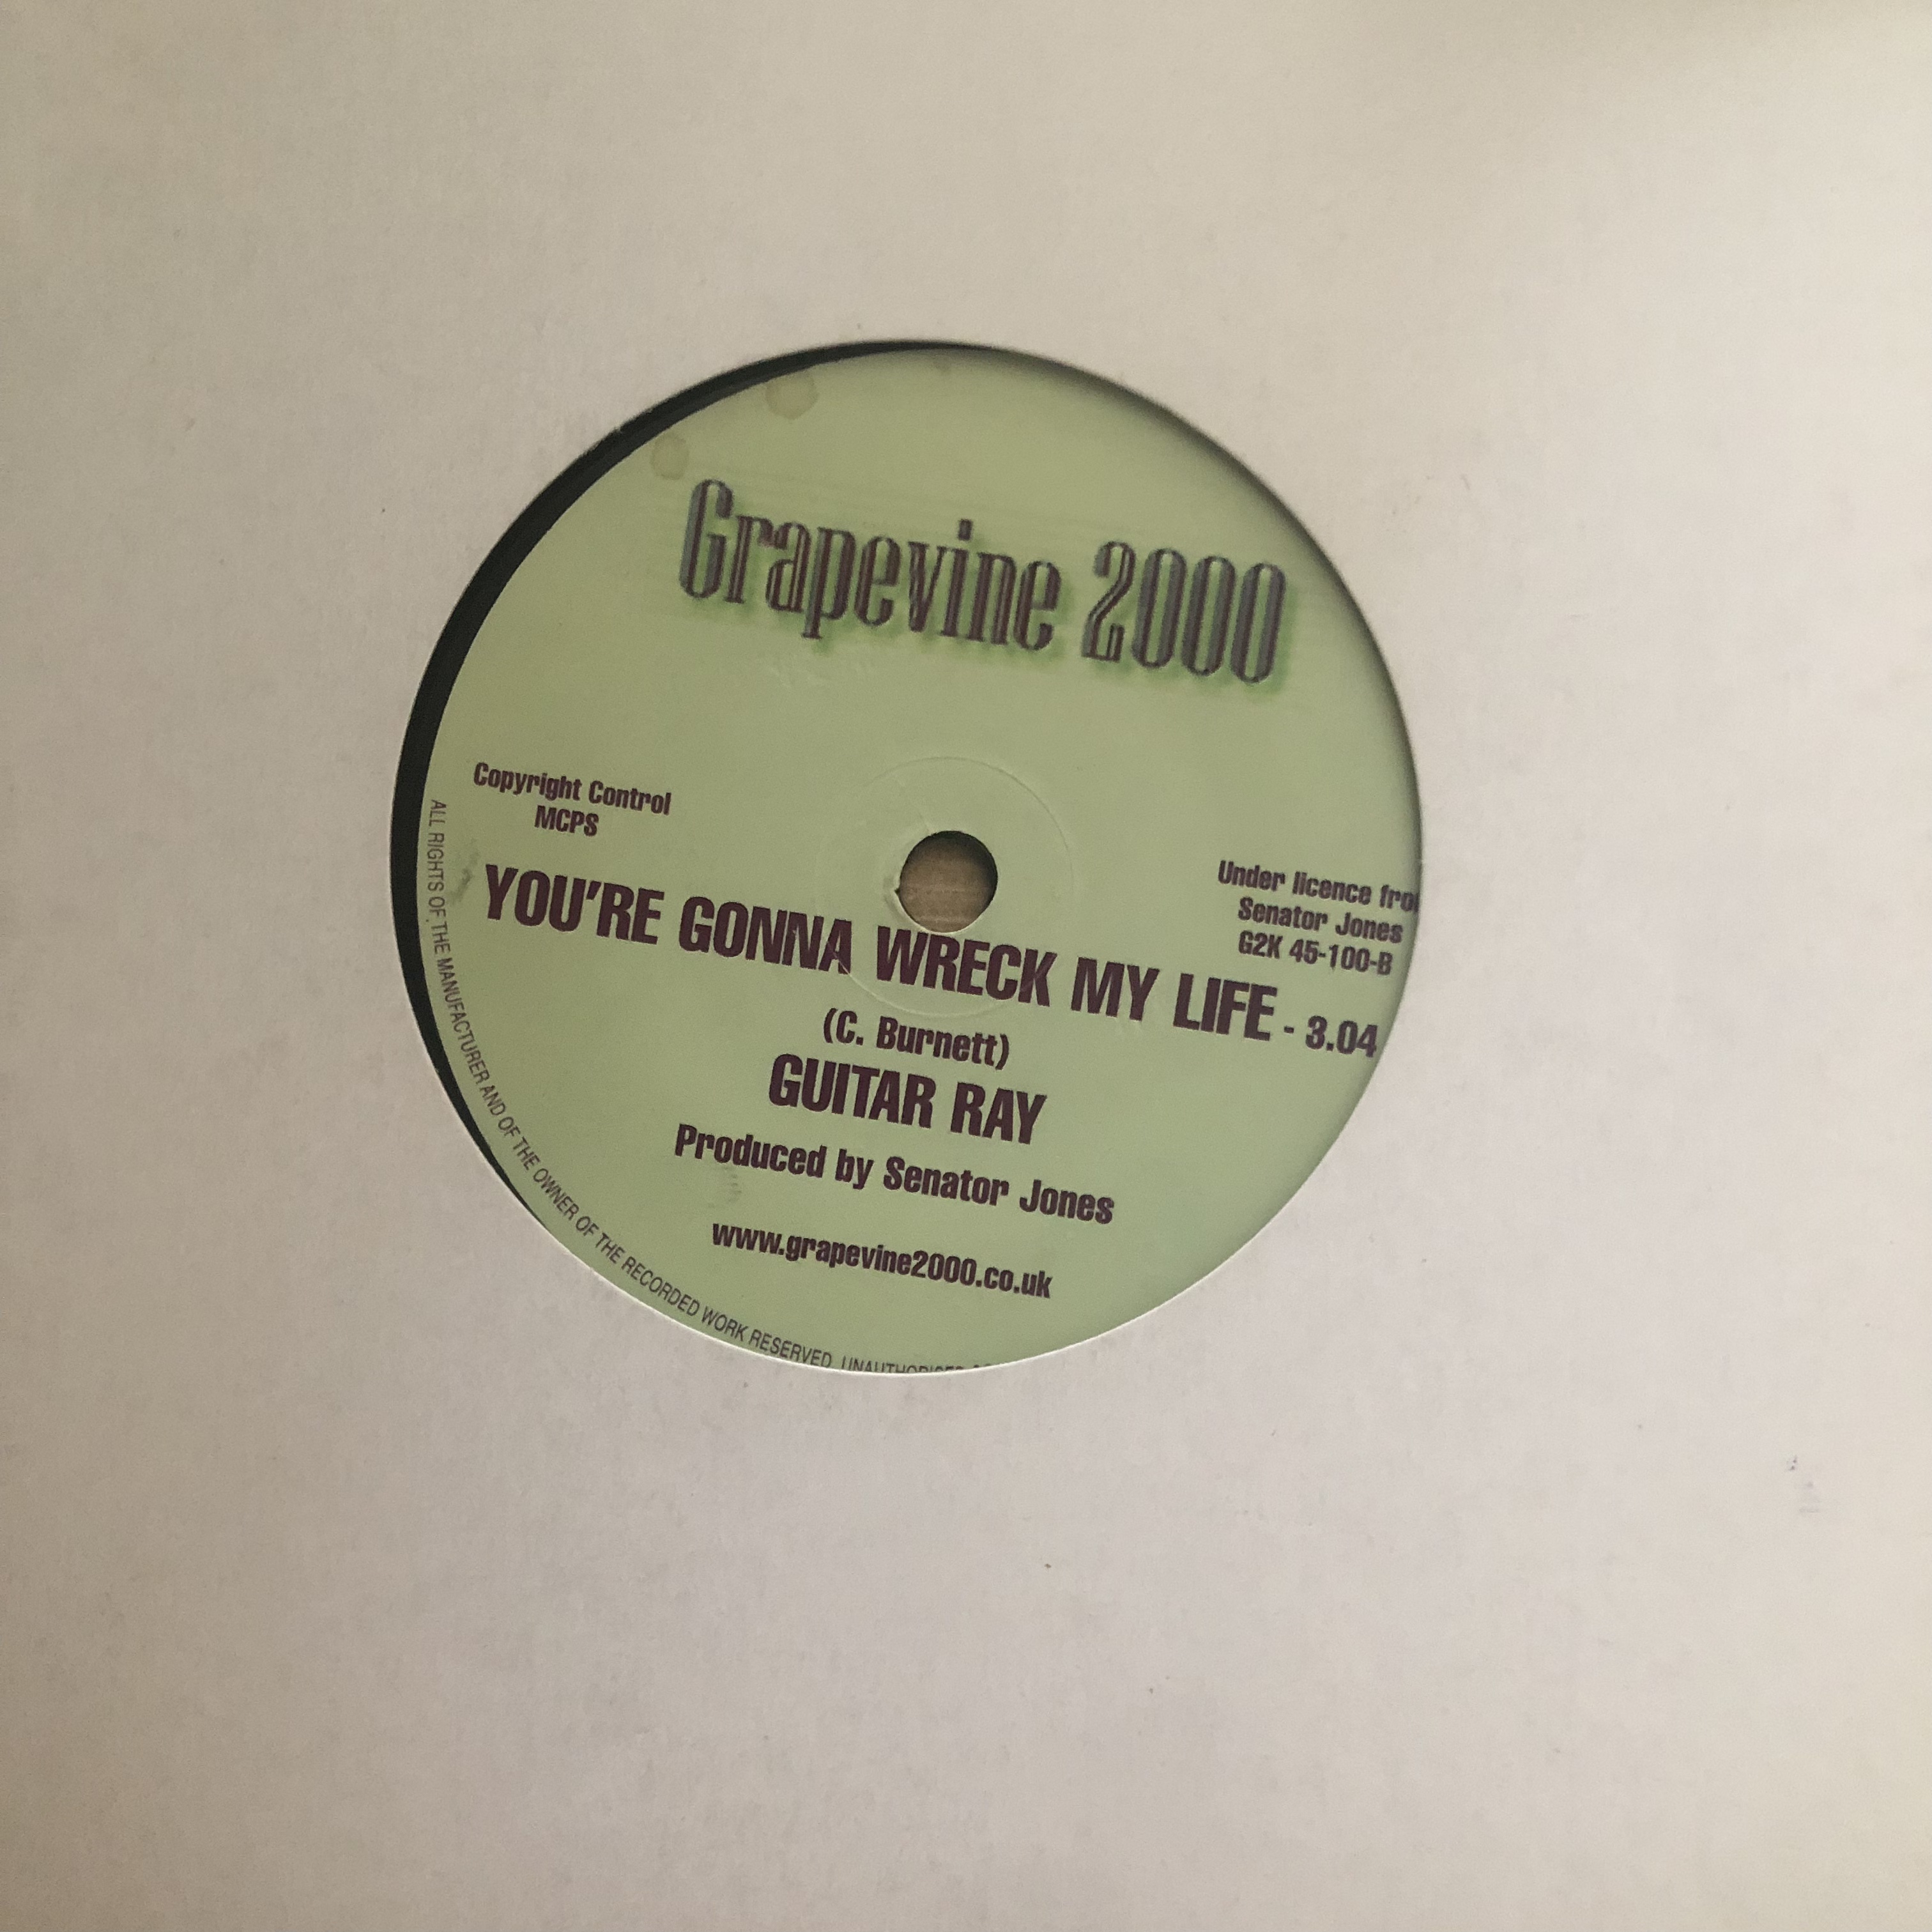 Grapevine 2000
Copyright Control
MCPS
Under licence
Senator Jones
G2K 45-100-B
YOU'RE GONNA WRECK MY LIFE - 3.04
(C. Burnett)
GUITAR RAY
Produced by Senator Jones
www.grapevine2000.co.uk
ALL RIGHTS OF THE MANUFACTURER AND OF THE OWNER OF THE RECORDED WORK RESERVED